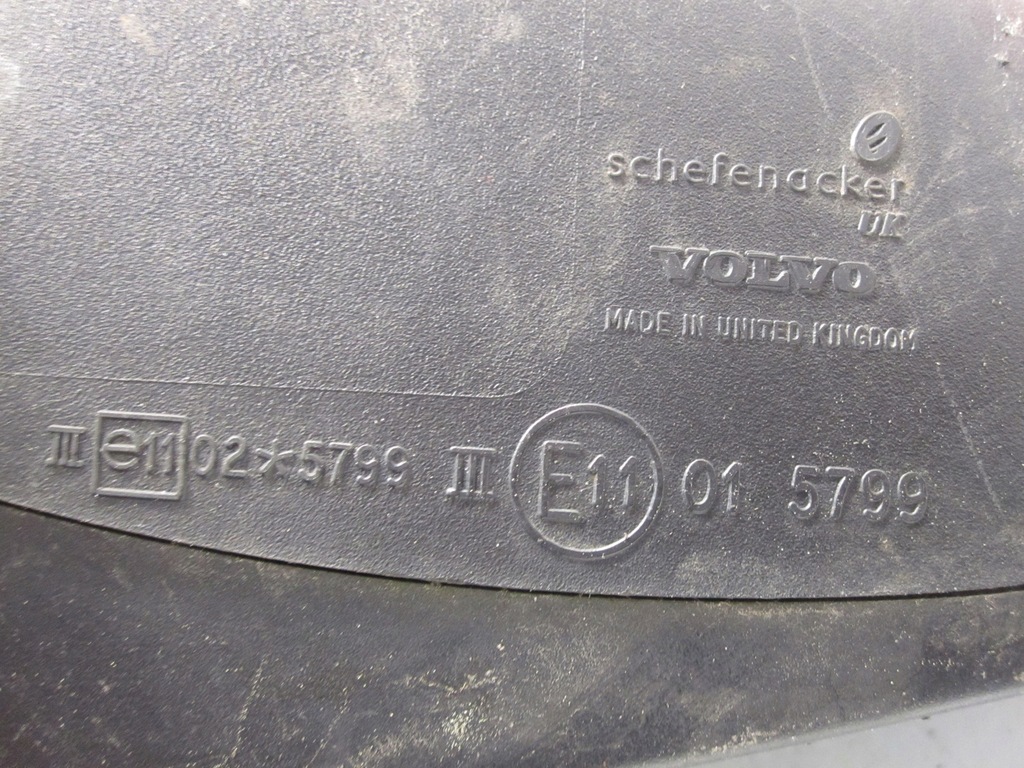 schefenacker
UK
VOLVO
MADE IN UNITED KINGDOM
III e11 02*5799 III E11 01 5799